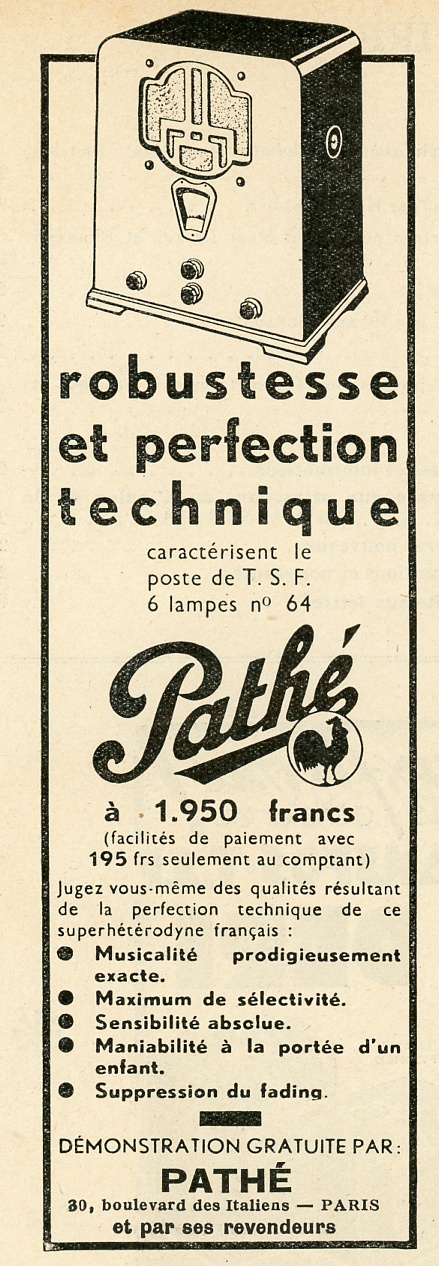 robustesse
et perfection
technique
caractérisent le
poste de T. S. F.
6 lampes nº 64
Pathé
à 1.950 francs
(facilités de paiement avec
195 frs seulement au comptant)
Jugez vous-même des qualités résultant
de la perfection technique de ce
superhétérodyne français :
● Musicalité prodigieusement
exacte.
● Maximum de sélectivité.
● Sensibilité absolue.
● Maniabilité à la portée d'un
enfant.
● Suppression du fading.
DÉMONSTRATION GRATUITE PAR :
PATHÉ
30, boulevard des Italiens — PARIS
et par ses revendeurs